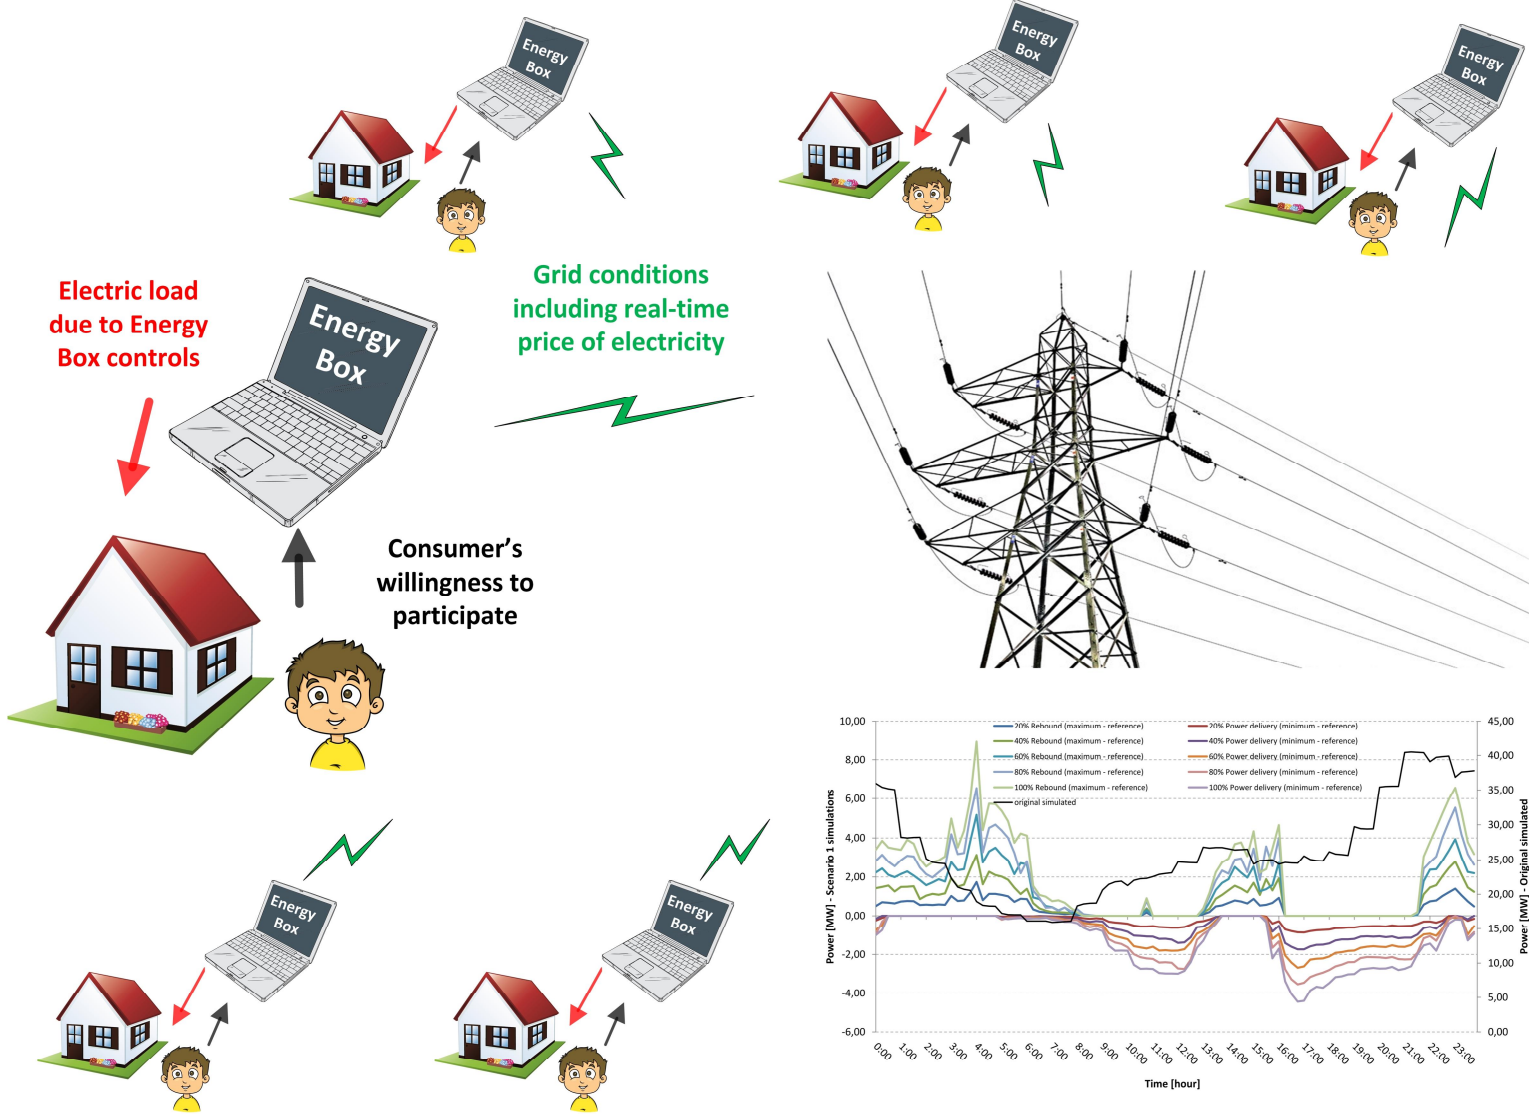 Energy
Box
Energy
Box
Energy
Box
Electric load
due to Energy
Box controls
Energy
Box
Grid conditions
including real-time
price of electricity
Consumer's
willingness to
participate
Energy
Box
Energy
Box
10,00
8,00
6,00
4,00
2,00
0,00
-2,00
-4,00
-6,00
Power [MW] - Scenario 1 simulations
20% Rebound (maximum - reference)
20% Power delivery (minimum - reference)
40% Rebound (maximum - reference)
40% Power delivery (minimum - reference)
60% Rebound (maximum - reference)
60% Power delivery (minimum - reference)
80% Rebound (maximum - reference)
80% Power delivery (minimum - reference)
100% Rebound (maximum - reference)
100% Power delivery (minimum - reference)
original simulated
45,00
40,00
35,00
30,00
25,00
20,00
15,00
10,00
5,00
0,00
Power [MW] - Original simulated
0:00
1:00
2:00
3:00
4:00
5:00
6:00
7:00
8:00
9:00
10:00
11:00
12:00
13:00
14:00
15:00
16:00
17:00
18:00
19:00
20:00
21:00
22:00
23:00
Time [hour]